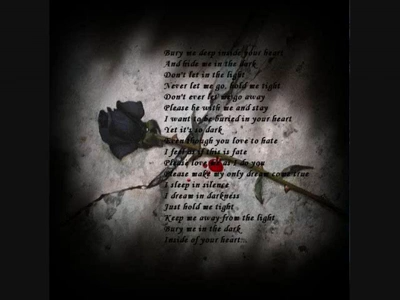 Bury me deep inside your heart
And hide me in the dark
Don't let in the light
Never let me go, hold me tight
Don't ever let me go away
Please be with me and stay
I want to be buried in your heart
Yet it's so dark
Even though you love to hate
I feel as if this is fate
Please love me as I do you
Please make my only dream come true
I sleep in silence
I dream in darkness
Just hold me tight
Keep me away from the light
Bury me in the dark
Inside of your heart...